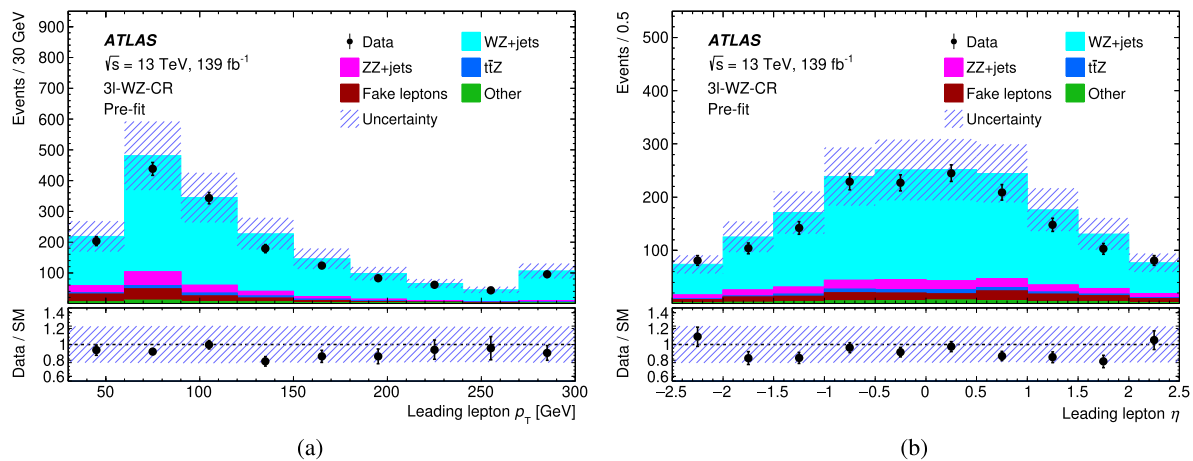 Events / 30 GeV
900
800
700
600
500
400
300
200
100
ATLAS
√s = 13 TeV, 139 fb-1
3l-WZ-CR
Pre-fit
Data
WZ+jets
ZZ+jets
tt̄Z
Fake leptons
Other
Uncertainty
Data / SM
1.4
1.2
1
0.8
0.6
50 100 150 200 250 300
Leading lepton pT [GeV]
(a)
Events / 0.5
500
400
300
200
100
ATLAS
√s = 13 TeV, 139 fb-1
3l-WZ-CR
Pre-fit
Data
WZ+jets
ZZ+jets
tt̄Z
Fake leptons
Other
Uncertainty
Data / SM
1.4
1.2
1
0.8
0.6
−2.5 −2 −1.5 −1 −0.5 0 0.5 1 1.5 2 2.5
Leading lepton η
(b)